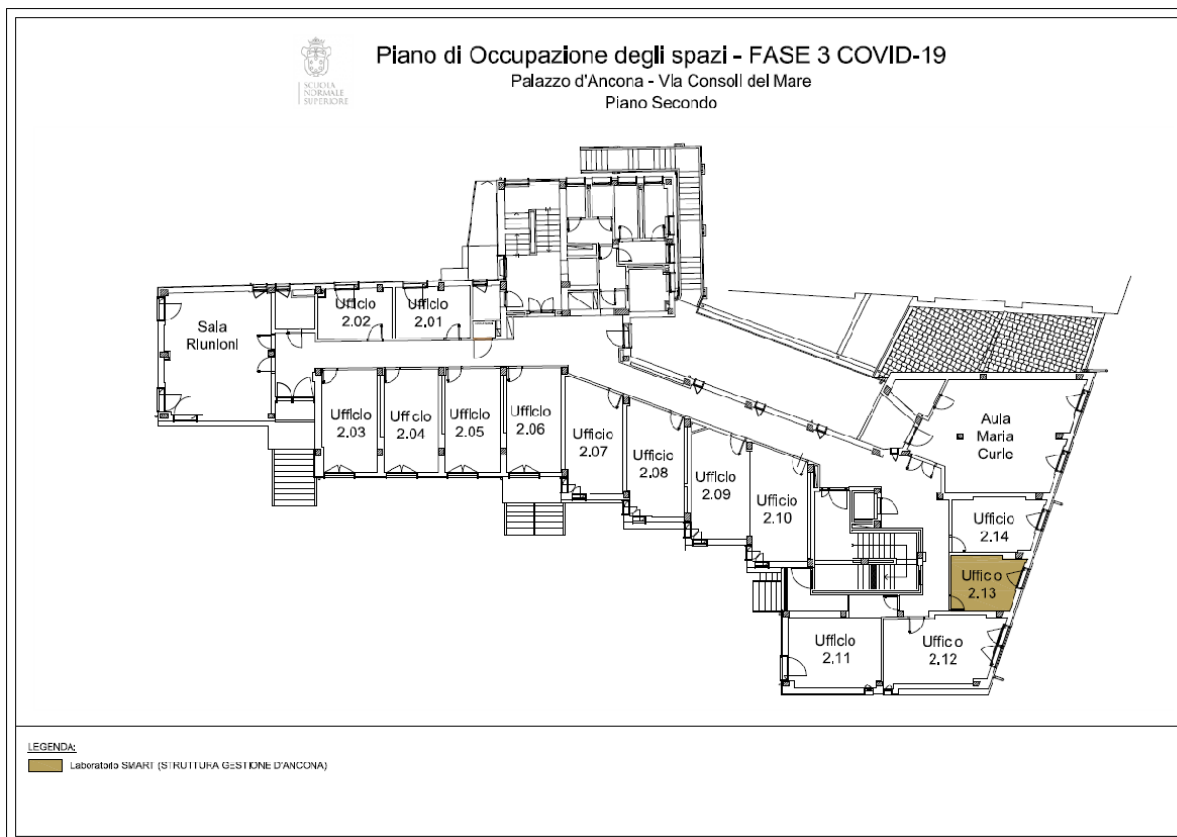 SCUOLA
NORMALE
SUPERIORE
Piano di Occupazione degli spazi - FASE 3 COVID-19
Palazzo d'Ancona - VIa Consoli del Mare
Piano Secondo
Ufficio
2.02
Ufficio
2.01
Sala
Riunioni
Ufficio
2.03
Ufficio
2.04
Ufficio
2.05
Ufficio
2.06
Ufficio
2.07
Ufficio
2.08
Ufficio
2.09
Ufficio
2.10
Aula
Maria
Curie
Ufficio
2.14
Uffico
2.13
Ufficio
2.11
Uffico
2.12
LEGENDA:
Laboratorio SMART (STRUTTURA GESTIONE D'ANCONA)